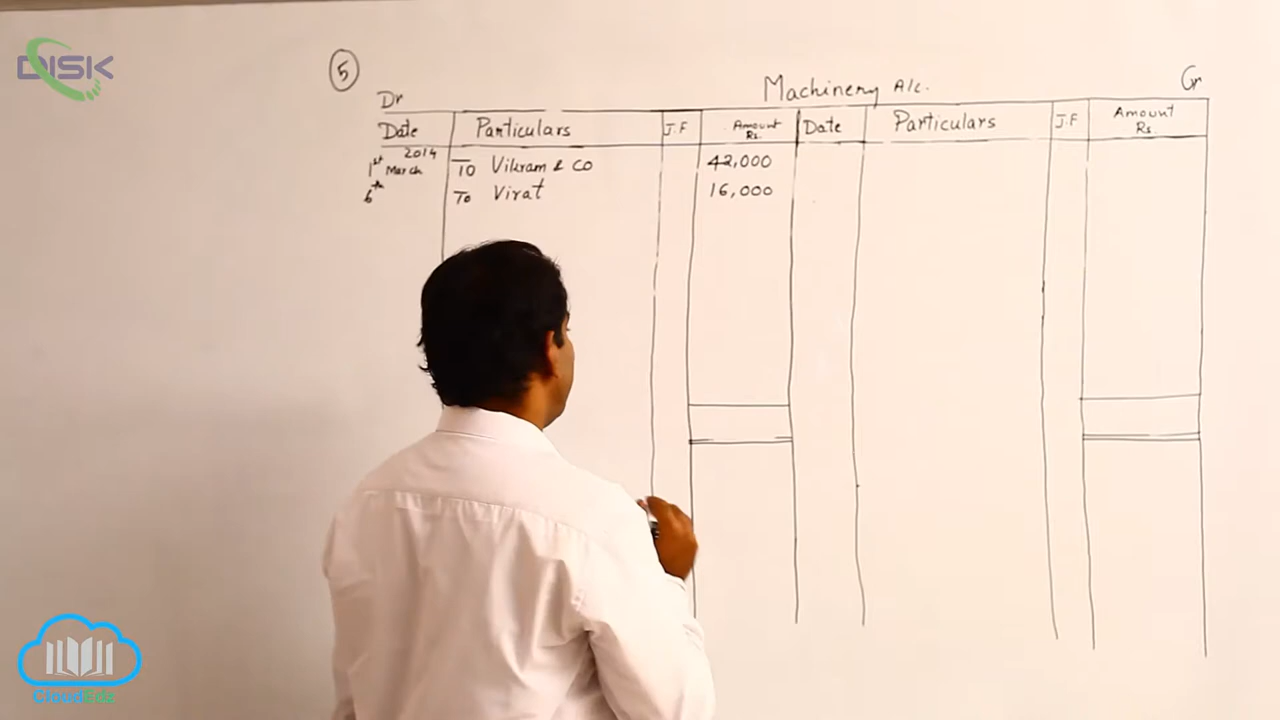 DISK
5
Machinery A/c.
Dr
Cr
Date Particulars J.F Amount Rs. Date Particulars J.F Amount Rs.
2014
1st March To Vikram & Co 42,000
6th To Virat 16,000
CloudEdz